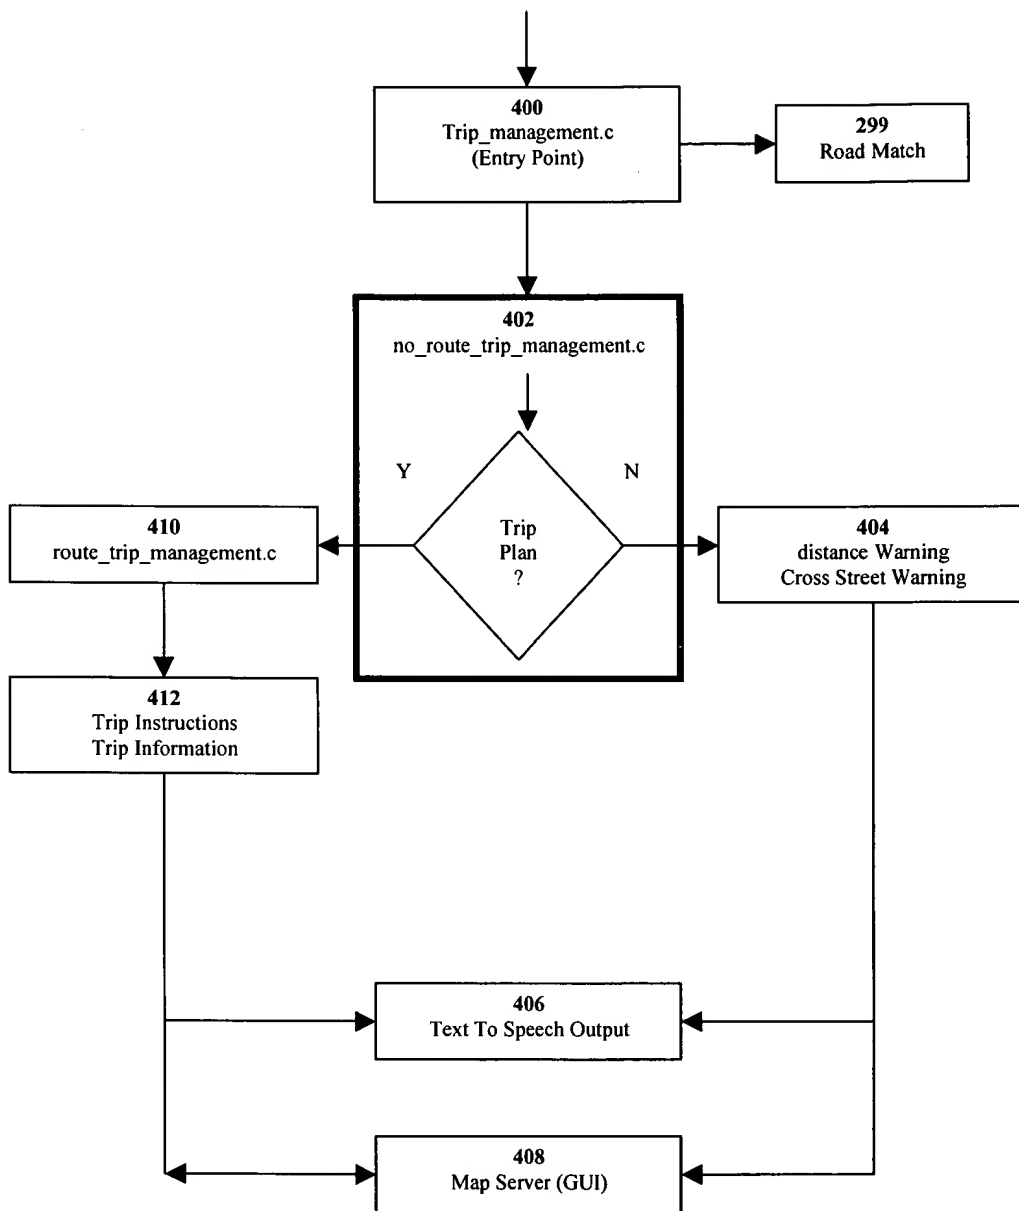 400
Trip_management.c
(Entry Point)
299
Road Match
402
no_route_trip_management.c
Y
N
Trip
Plan
?
410
route_trip_management.c
404
distance Warning
Cross Street Warning
412
Trip Instructions
Trip Information
406
Text To Speech Output
408
Map Server (GUI)